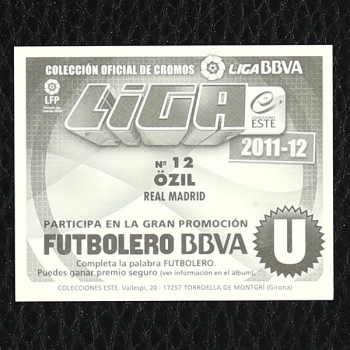 COLECCIÓN OFICIAL DE CROMOS LIGA BBVA
LFP
LiGA
COLECCIONES
ESTE
2011-12
Nº 12
ÖZIL
REAL MADRID
PARTICIPA EN LA GRAN PROMOCIÓN
FUTBOLERO BBVA
U
Completa la palabra FUTBOLERO.
Puedes ganar premio seguro (ver información en el álbum).
COLECCIONES ESTE. Vallespí, 20 - 17257 TORROELLA DE MONTGRÍ (Girona)